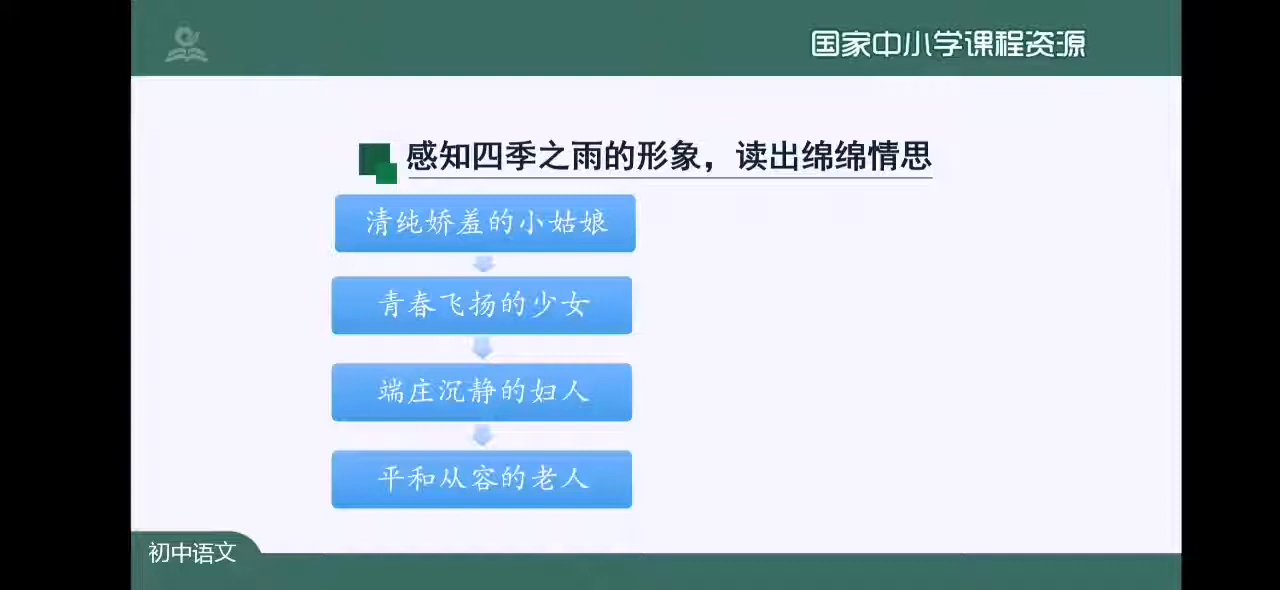 国家中小学课程资源
感知四季之雨的形象，读出绵绵情思
清纯娇羞的小姑娘
青春飞扬的少女
端庄沉静的妇人
平和从容的老人
初中语文